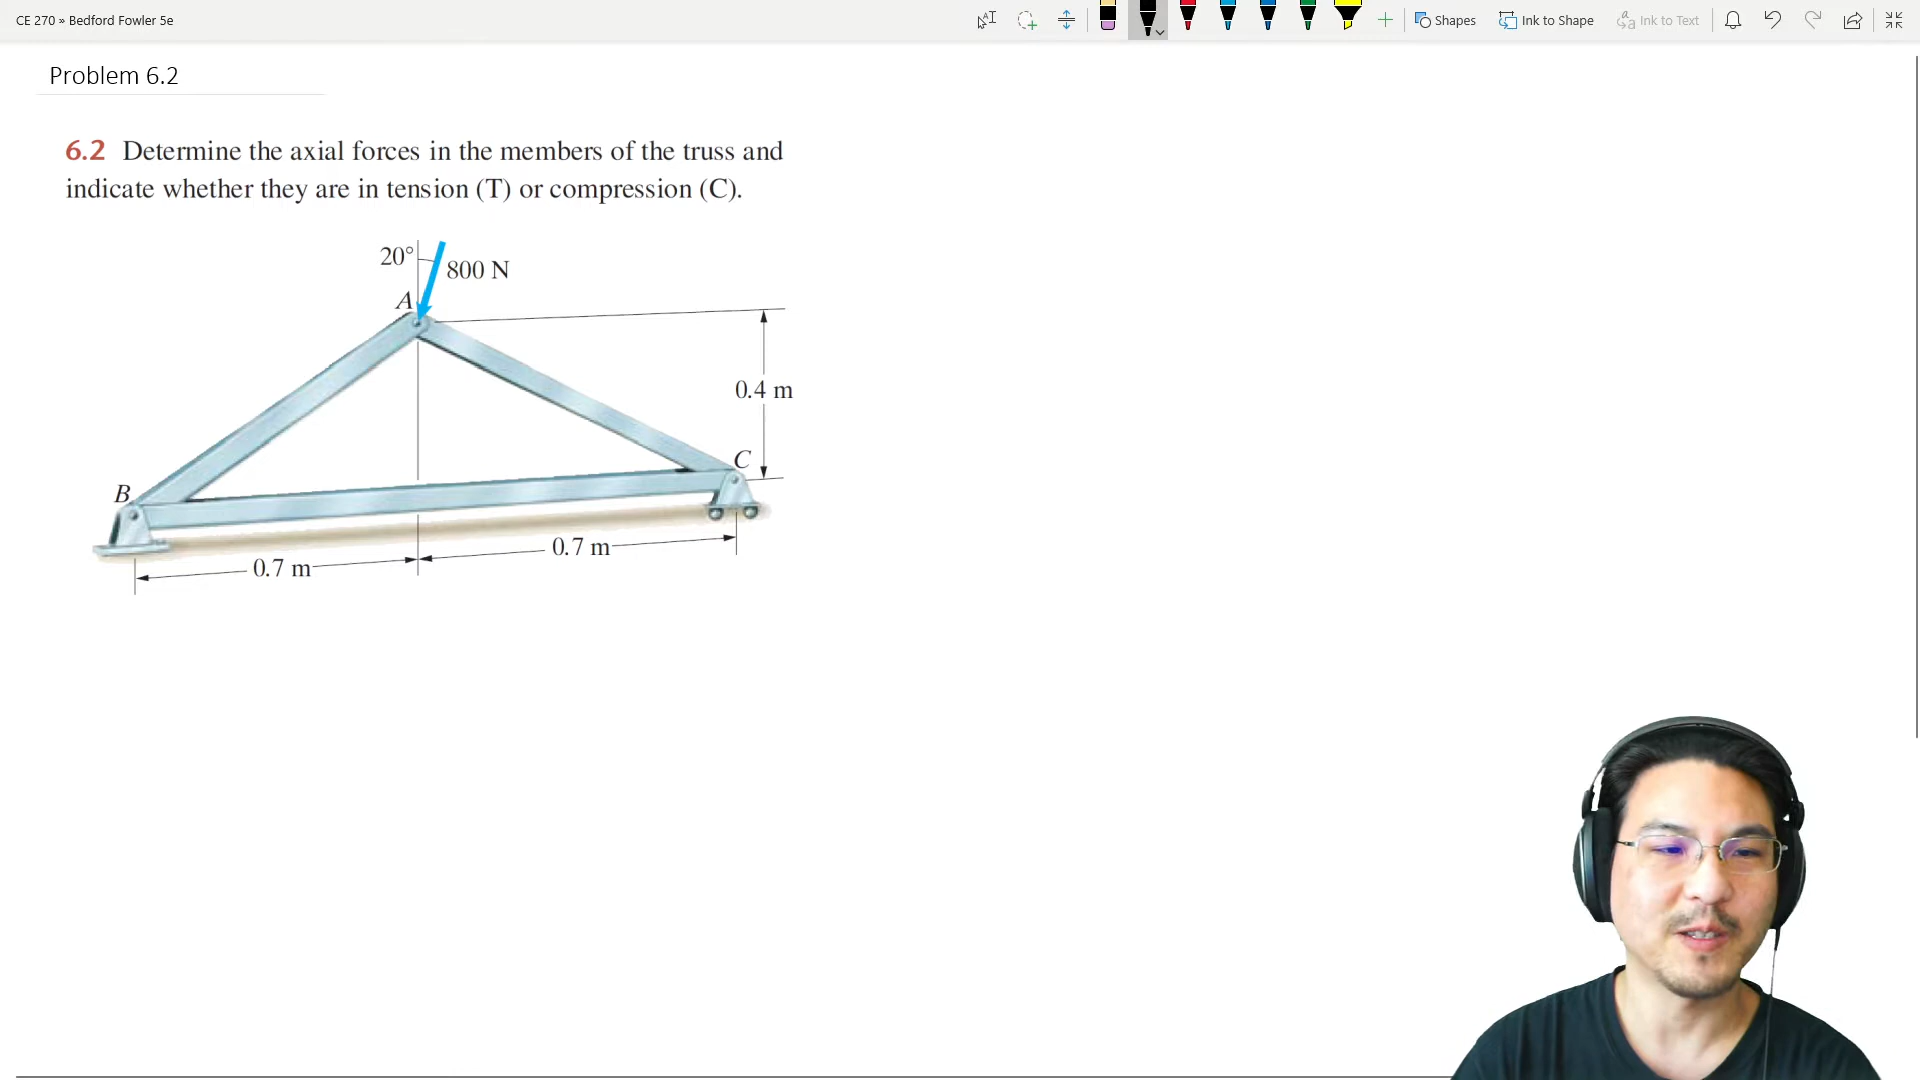 CE 270 » Bedford Fowler 5e
Shapes
Ink to Shape
Ink to Text
Problem 6.2
6.2 Determine the axial forces in the members of the truss and
indicate whether they are in tension (T) or compression (C).
20°
800 N
A
0.4 m
C
B
0.7 m
0.7 m